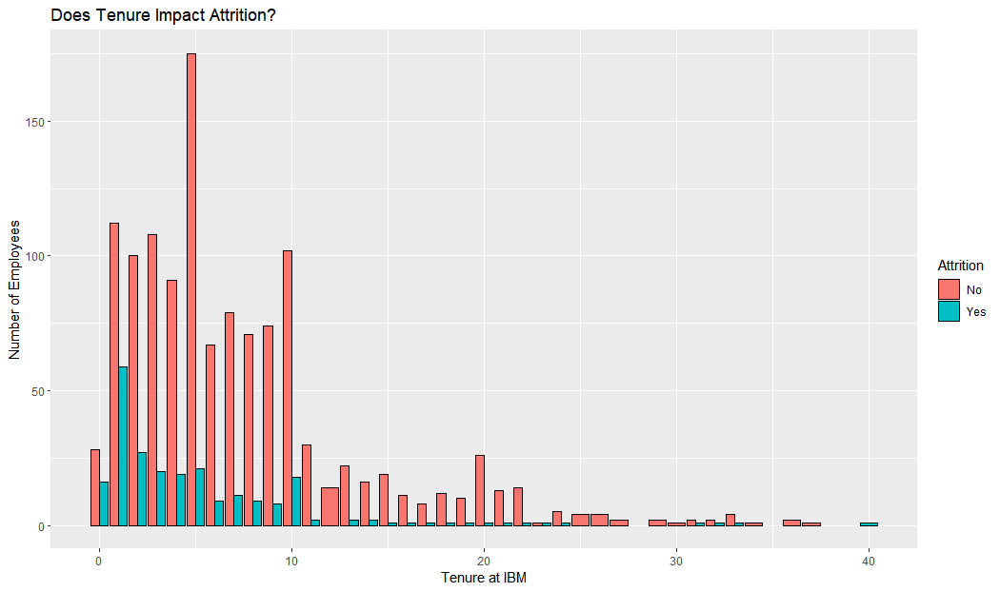 Does Tenure Impact Attrition?
Number of Employees
150
100
50
0
0 10 20 30 40
Tenure at IBM
Attrition
No
Yes